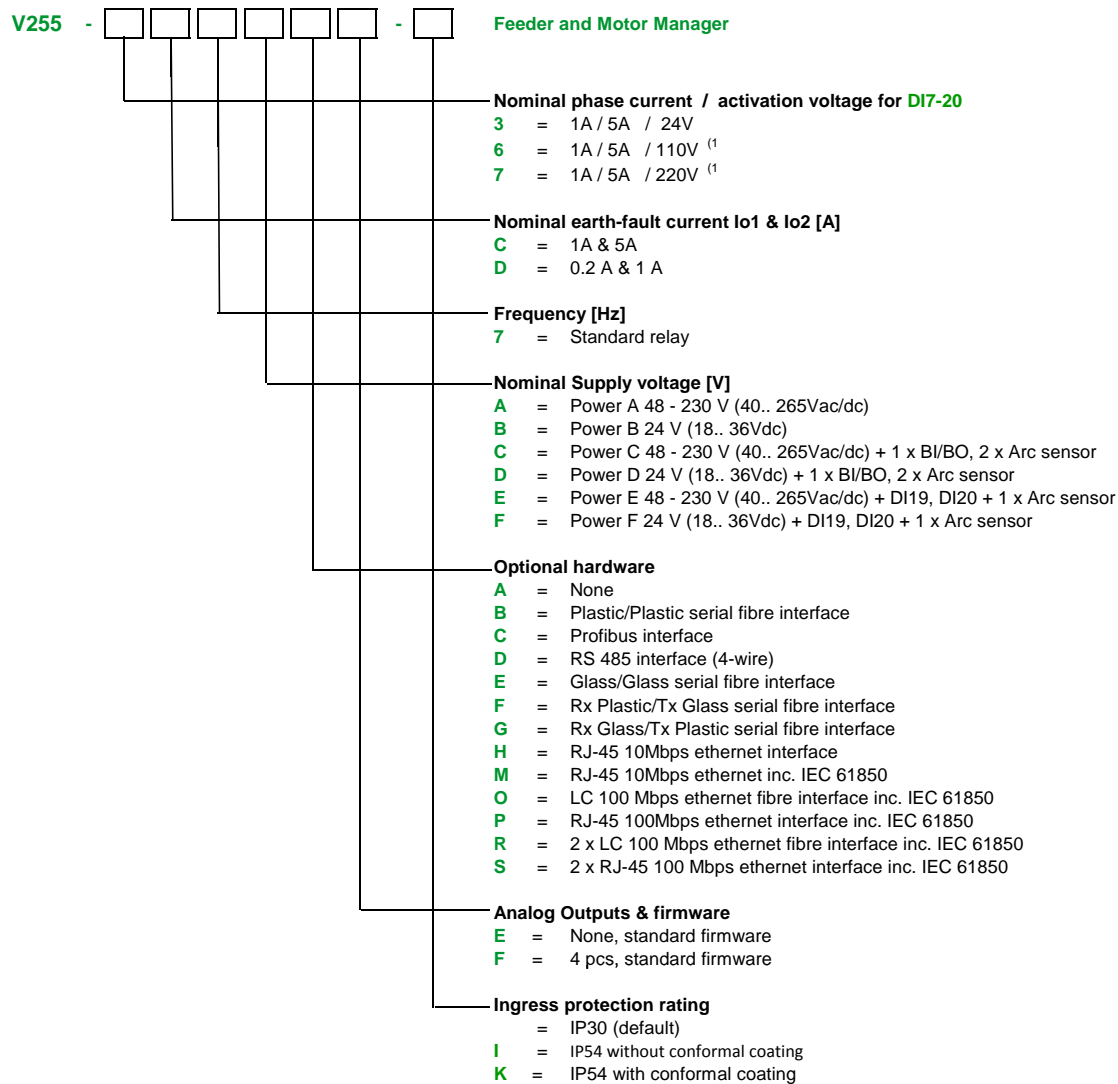 V255 - - Feeder and Motor Manager
Nominal phase current / activation voltage for DI7-20
3 = 1A / 5A / 24V
6 = 1A / 5A / 110V (1
7 = 1A / 5A / 220V (1
Nominal earth-fault current Io1 & Io2 [A]
C = 1A & 5A
D = 0.2 A & 1 A
Frequency [Hz]
7 = Standard relay
Nominal Supply voltage [V]
A = Power A 48 - 230 V (40.. 265Vac/dc)
B = Power B 24 V (18.. 36Vdc)
C = Power C 48 - 230 V (40.. 265Vac/dc) + 1 x BI/BO, 2 x Arc sensor
D = Power D 24 V (18.. 36Vdc) + 1 x BI/BO, 2 x Arc sensor
E = Power E 48 - 230 V (40.. 265Vac/dc) + DI19, DI20 + 1 x Arc sensor
F = Power F 24 V (18.. 36Vdc) + DI19, DI20 + 1 x Arc sensor
Optional hardware
A = None
B = Plastic/Plastic serial fibre interface
C = Profibus interface
D = RS 485 interface (4-wire)
E = Glass/Glass serial fibre interface
F = Rx Plastic/Tx Glass serial fibre interface
G = Rx Glass/Tx Plastic serial fibre interface
H = RJ-45 10Mbps ethernet interface
M = RJ-45 10Mbps ethernet inc. IEC 61850
O = LC 100 Mbps ethernet fibre interface inc. IEC 61850
P = RJ-45 100Mbps ethernet interface inc. IEC 61850
R = 2 x LC 100 Mbps ethernet fibre interface inc. IEC 61850
S = 2 x RJ-45 100 Mbps ethernet interface inc. IEC 61850
Analog Outputs & firmware
E = None, standard firmware
F = 4 pcs, standard firmware
Ingress protection rating
= IP30 (default)
I = IP54 without conformal coating
K = IP54 with conformal coating